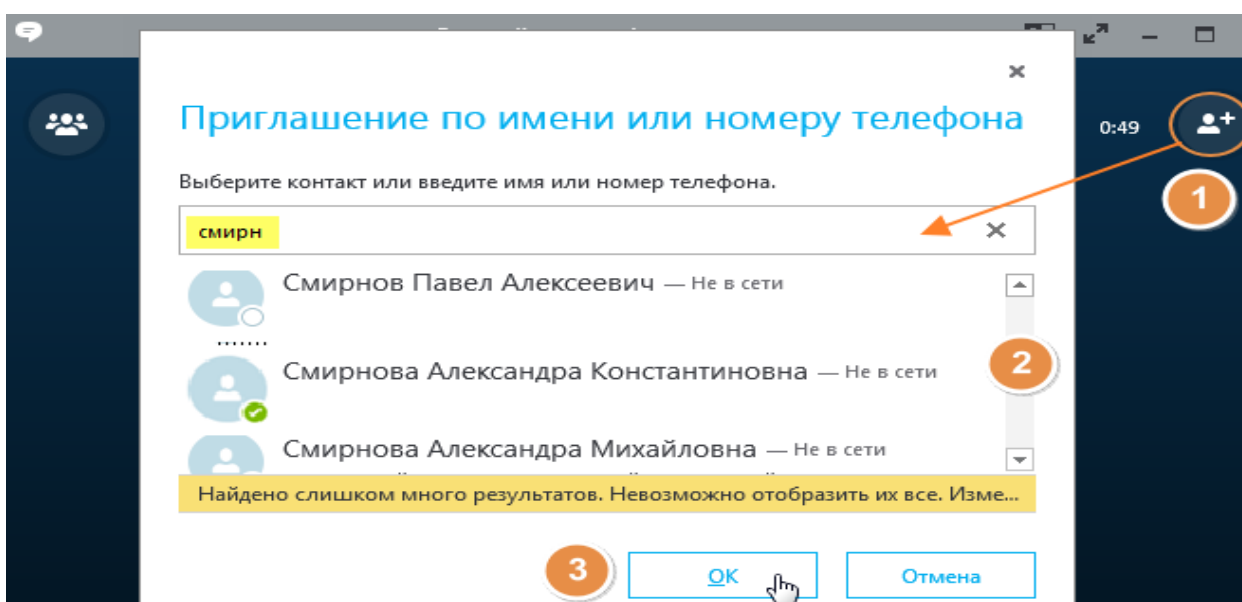 Приглашение по имени или номеру телефона
0:49
Выберите контакт или введите имя или номер телефона.
1
смирн
Смирнов Павел Алексеевич — Не в сети
.......
Смирнова Александра Константиновна — Не в сети
2
Смирнова Александра Михайловна — Не в сети
Найдено слишком много результатов. Невозможно отобразить их все. Изме...
3
ОК
Отмена